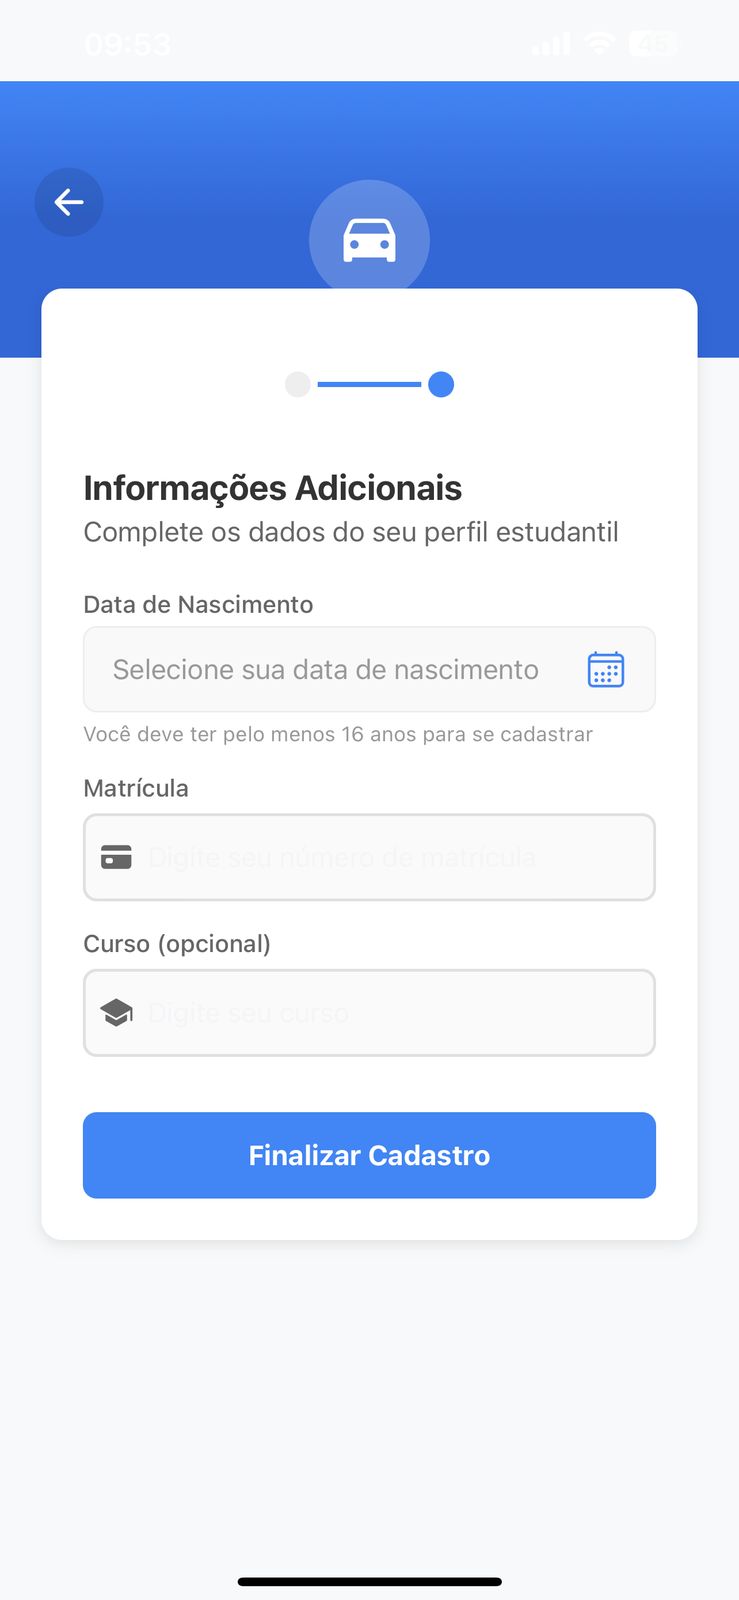 09:53
45
Informações Adicionais
Complete os dados do seu perfil estudantil
Data de Nascimento
Selecione sua data de nascimento
Você deve ter pelo menos 16 anos para se cadastrar
Matrícula
Digite seu número de matrícula
Curso (opcional)
Digite seu curso
Finalizar Cadastro